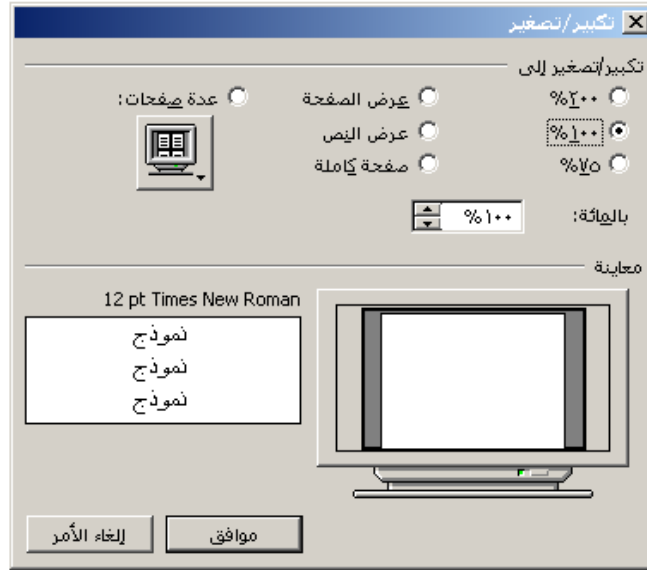 تكبير/تصغير
تكبير/تصغير إلى
٢٠٠%
عرض الصفحة
عدة صفحات:
١٠٠%
عرض النص
٧٥%
صفحة كاملة
بالمائة:
١٠٠%
معاينة
12 pt Times New Roman
نموذج
نموذج
نموذج
موافق
إلغاء الأمر